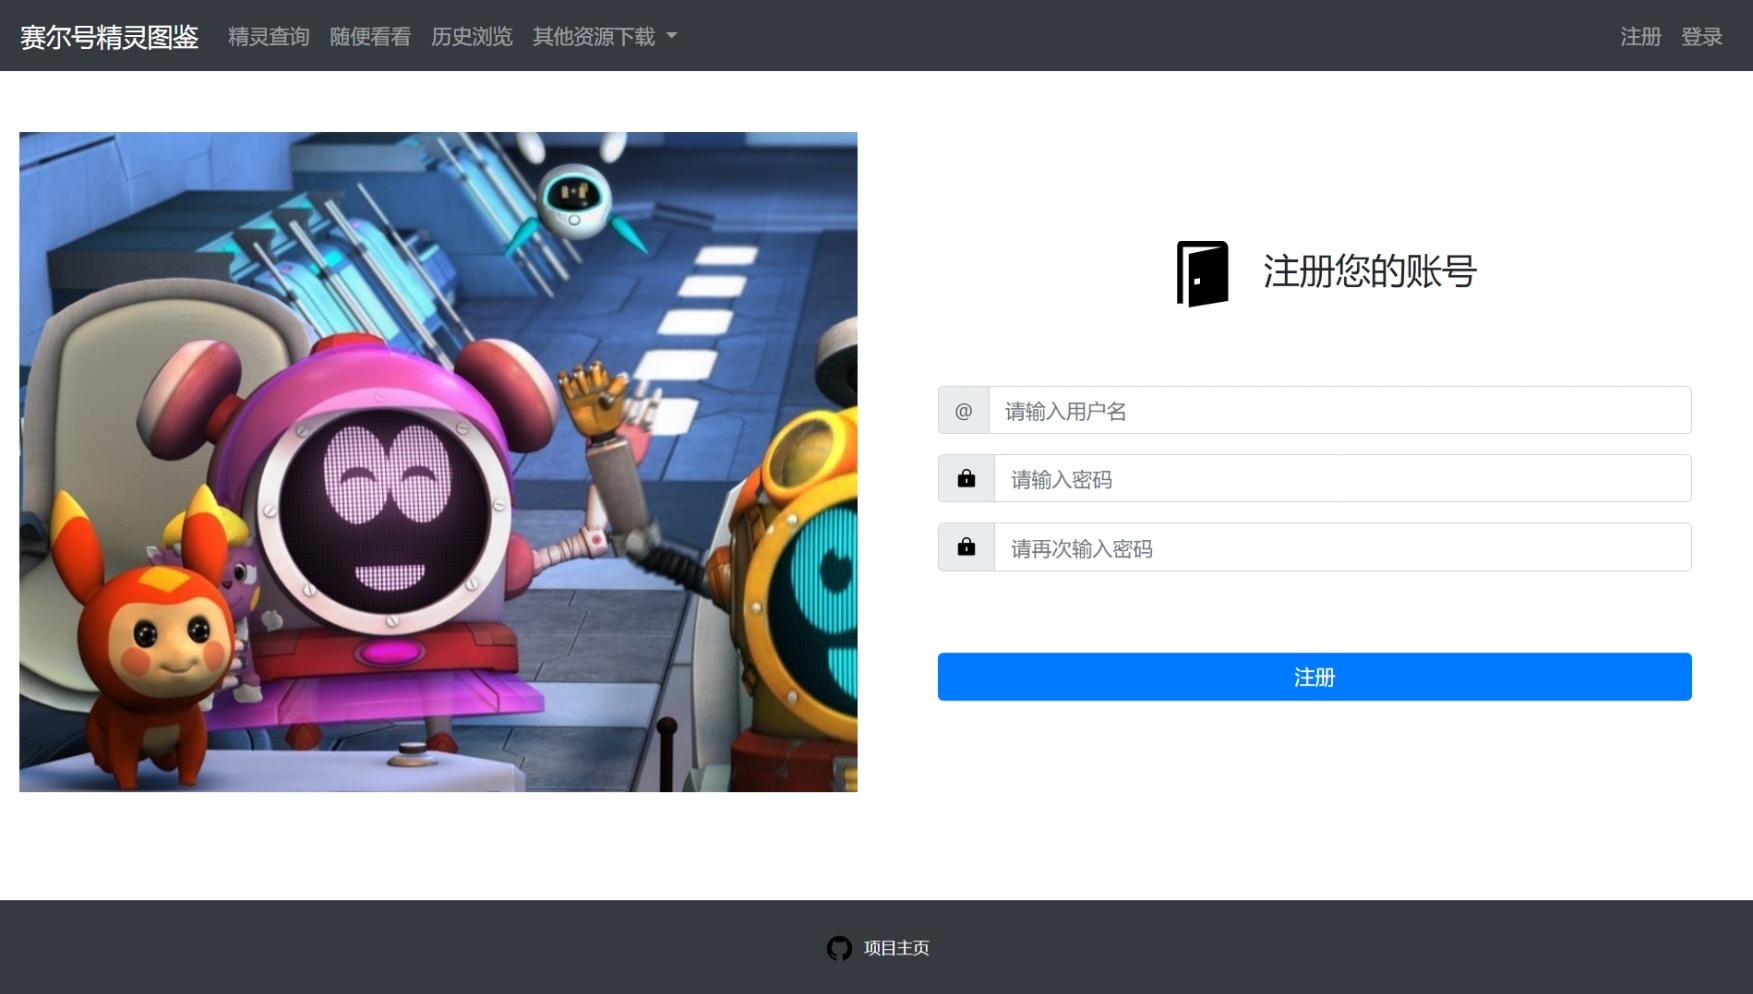 赛尔号精灵图鉴 精灵查询 随便看看 历史浏览 其他资源下载 注册 登录
注册您的账号
@ 请输入用户名
请输入密码
请再次输入密码
注册
项目主页